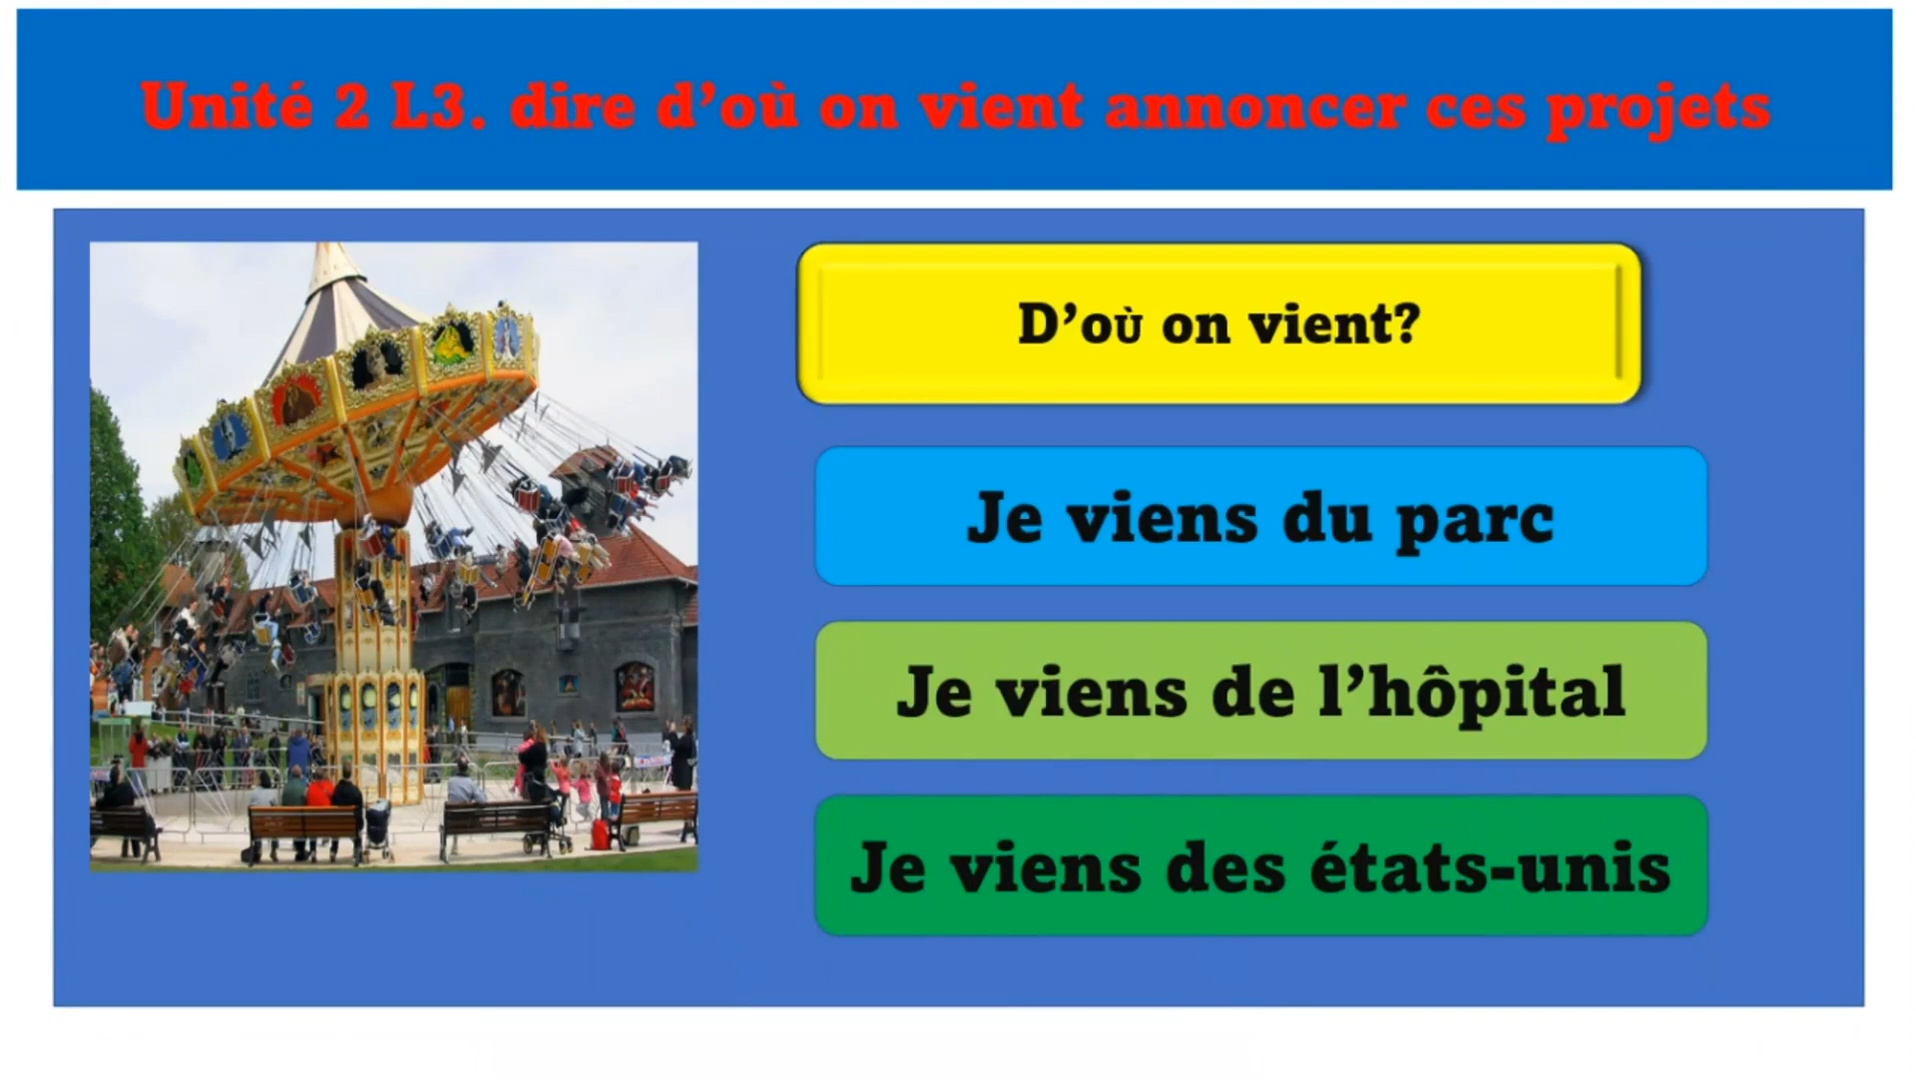 Unité 2 L3. dire d’où on vient annoncer ces projets
D’où on vient?
Je viens du parc
Je viens de l’hôpital
Je viens des états-unis